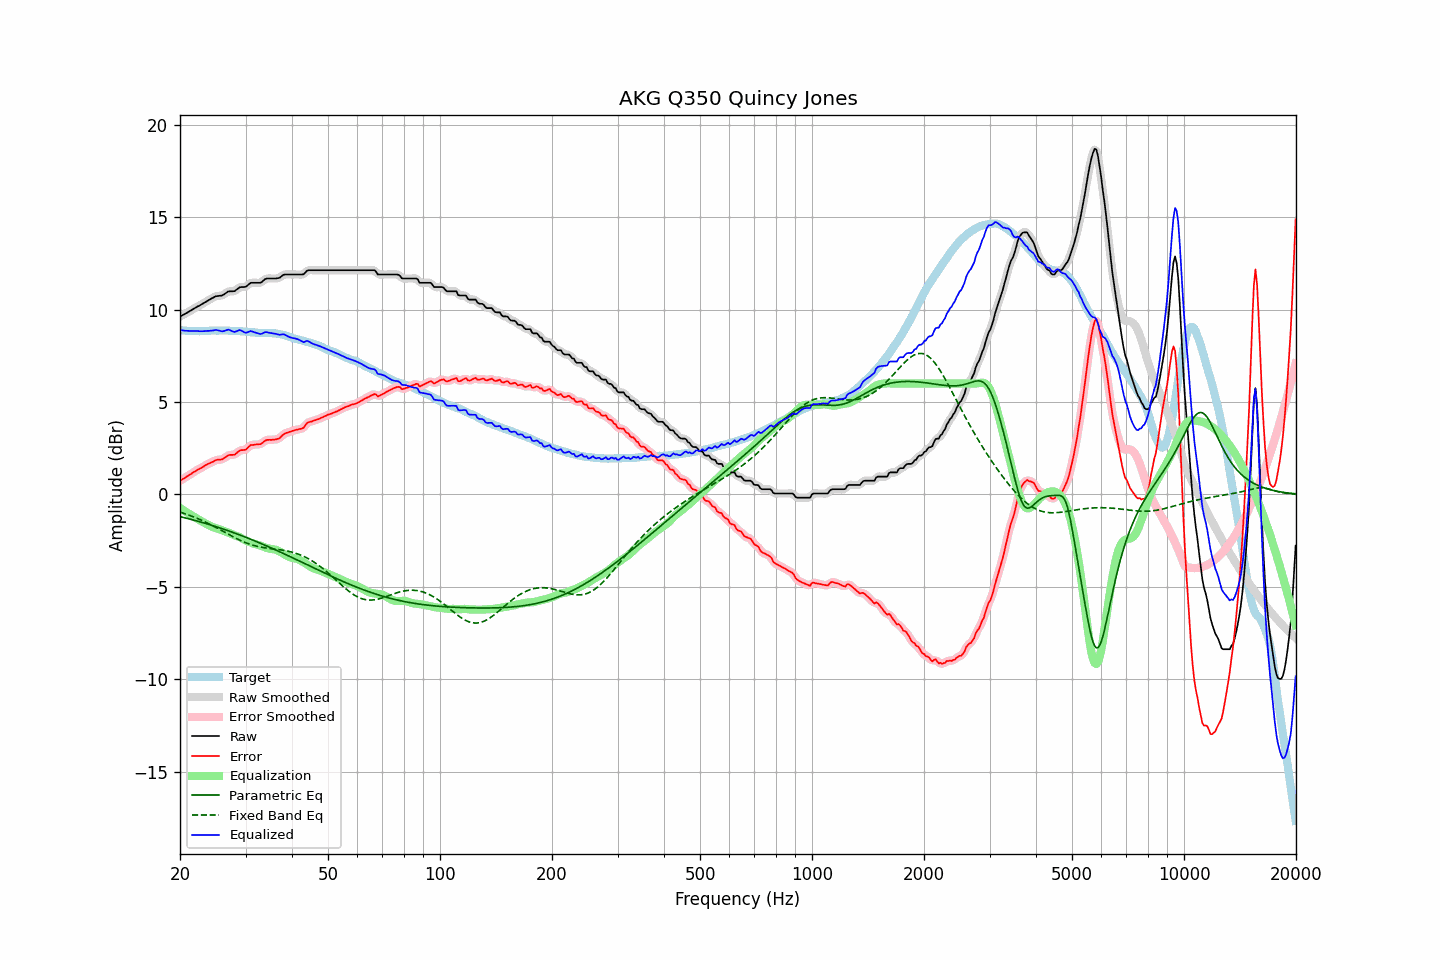 AKG Q350 Quincy Jones
20
15
10
5
0
−5
−10
−15
Amplitude (dBr)
Target
Raw Smoothed
Error Smoothed
Raw
Error
Equalization
Parametric Eq
Fixed Band Eq
Equalized
20 50 100 200 500 1000 2000 5000 10000 20000
Frequency (Hz)